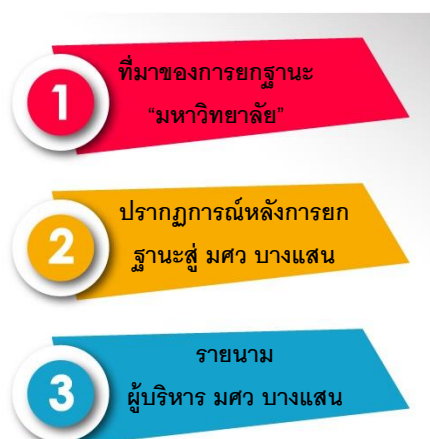 1
ที่มาของการยกฐานะ
“มหาวิทยาลัย”
2
ปรากฏการณ์หลังการยก
ฐานะสู่ มศว บางแสน
3
รายนาม
ผู้บริหาร มศว บางแสน